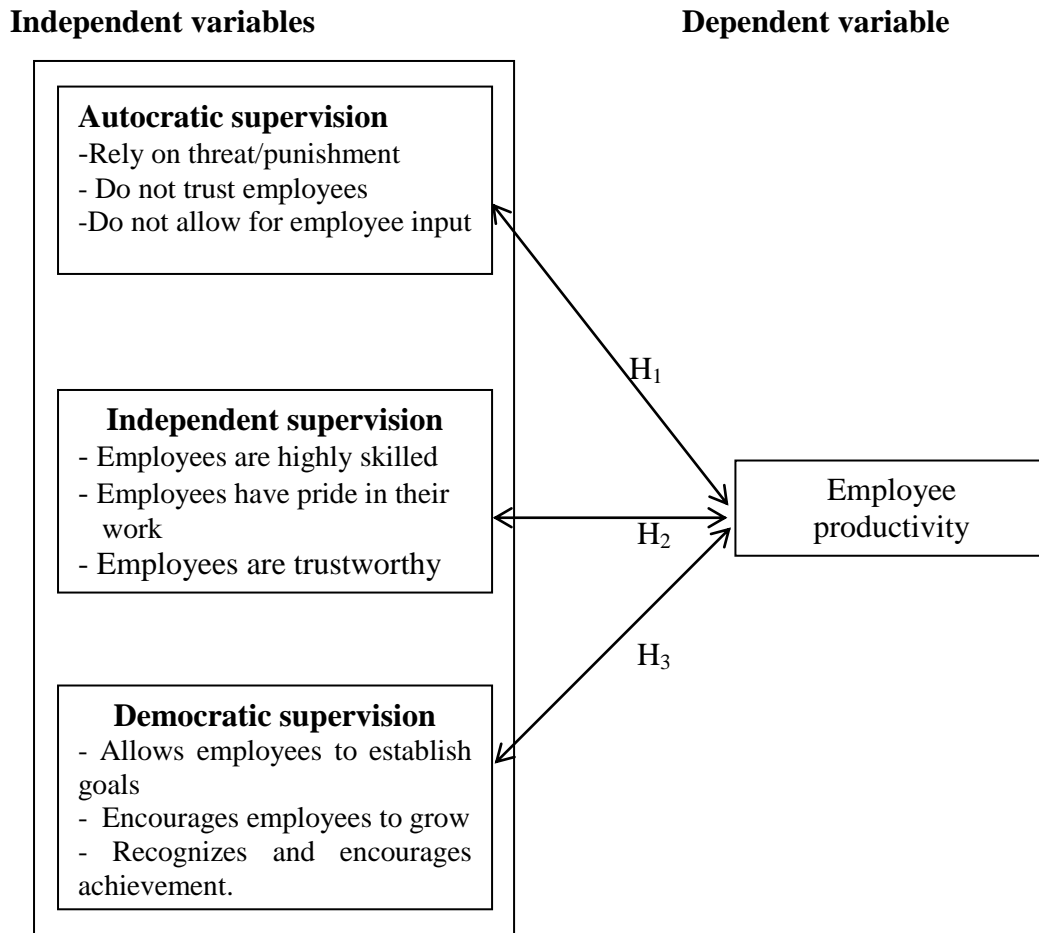 Independent variables
Dependent variable
Autocratic supervision
-Rely on threat/punishment
- Do not trust employees
-Do not allow for employee input
H₁
Independent supervision
- Employees are highly skilled
- Employees have pride in their
work
- Employees are trustworthy
H₂
Employee
productivity
H₃
Democratic supervision
- Allows employees to establish
goals
- Encourages employees to grow
- Recognizes and encourages
achievement.